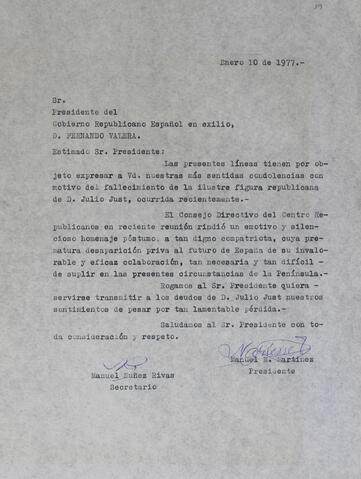 Enero 10 de 1977.-
Sr.
Presidente del
Gobierno Republicano Español en exilio,
D. FERNANDO VALERA.
Estimado Sr. Presidente:
Las presentes líneas tienen por ob-
jeto expresar a Vd. nuestras más sentidas condolencias con
motivo del fallecimiento de la ilustre figura republicana
de D. Julio Just, ocurrida recientemente.-
El Consejo Directivo del Centro Re-
publicanos en reciente reunión rindió un emotivo y silen-
cioso homenaje póstumo, a tan digno compatriota, cuya pre-
matura desaparición priva al futuro de España de su inva-
lorable y eficaz colaboración, tan necesaria y tan difícil -
de suplir en las presentes circunstancias de la Península.-
Rogamos al Sr. Presidente quiera -
servirse transmitir a los deudos de D. Julio Just nuestros
sentimientos de pesar por tan lamentable pérdida.-
Saludamos al Sr. Presidente con to-
da consideración y respeto.
Manuel Nuñez Rivas
Secretario
Manuel E. Martinez
Presidente